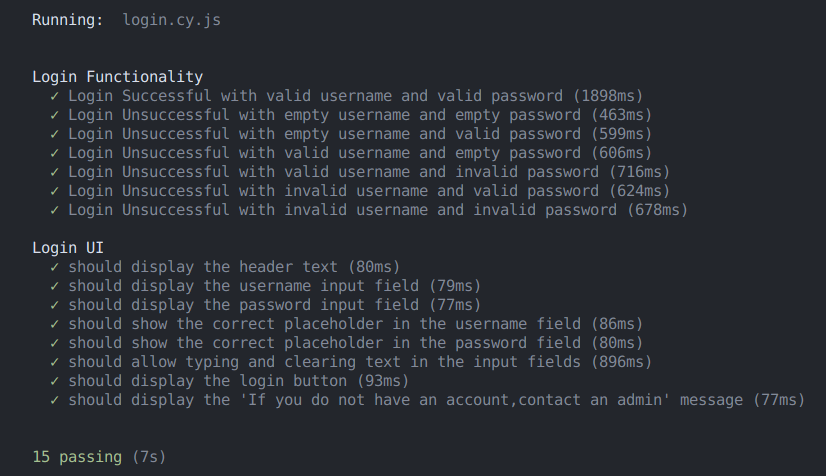 Running:  login.cy.js
Login Functionality
✓ Login Successful with valid username and valid password (1898ms)
✓ Login Unsuccessful with empty username and empty password (463ms)
✓ Login Unsuccessful with empty username and valid password (599ms)
✓ Login Unsuccessful with valid username and empty password (606ms)
✓ Login Unsuccessful with valid username and invalid password (716ms)
✓ Login Unsuccessful with invalid username and valid password (624ms)
✓ Login Unsuccessful with invalid username and invalid password (678ms)
Login UI
✓ should display the header text (80ms)
✓ should display the username input field (79ms)
✓ should display the password input field (77ms)
✓ should show the correct placeholder in the username field (86ms)
✓ should show the correct placeholder in the password field (80ms)
✓ should allow typing and clearing text in the input fields (896ms)
✓ should display the login button (93ms)
✓ should display the 'If you do not have an account,contact an admin' message (77ms)
15 passing (7s)